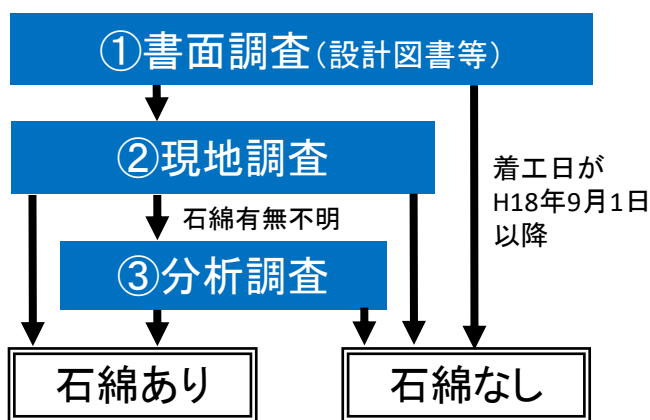 ①書面調査(設計図書等)
②現地調査
着工日が
H18年9月1日
以降
石綿有無不明
③分析調査
石綿あり
石綿なし